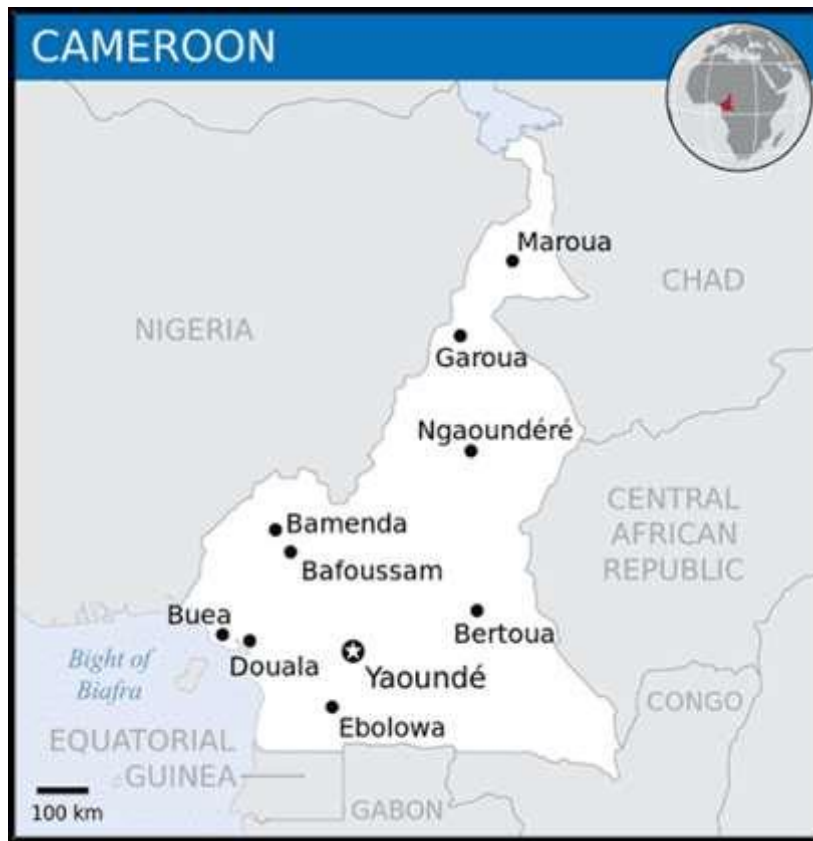 CAMEROON
Maroua
CHAD
NIGERIA
Garoua
Ngaoundéré
CENTRAL
AFRICAN
REPUBLIC
Bamenda
Bafoussam
Buea
Bertoua
Douala
Bight of
Biafra
Yaoundé
CONGO
Ebolowa
EQUATORIAL
GUINEA
GABON
100 km